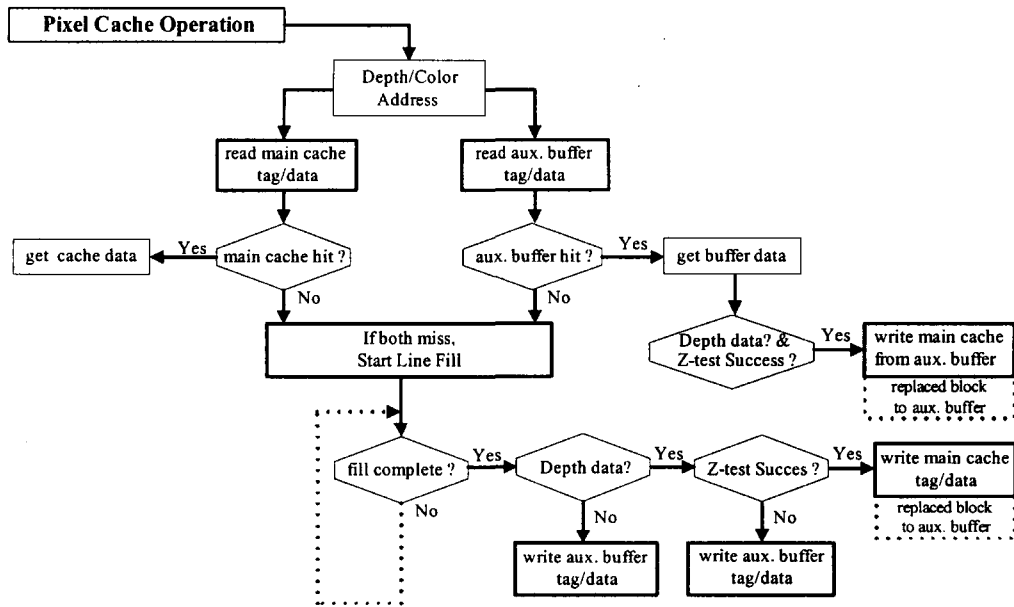 Pixel Cache Operation
Depth/Color
Address
read main cache
tag/data
read aux. buffer
tag/data
get cache data
Yes
main cache hit ?
aux. buffer hit ?
Yes
get buffer data
No
No
If both miss,
Start Line Fill
Depth data? &
Z-test Success ?
Yes
write main cache
from aux. buffer
replaced block
to aux. buffer
fill complete ?
Yes
Depth data?
Yes
Z-test Succes ?
Yes
write main cache
tag/data
replaced block
to aux. buffer
No
No
No
write aux. buffer
tag/data
write aux. buffer
tag/data